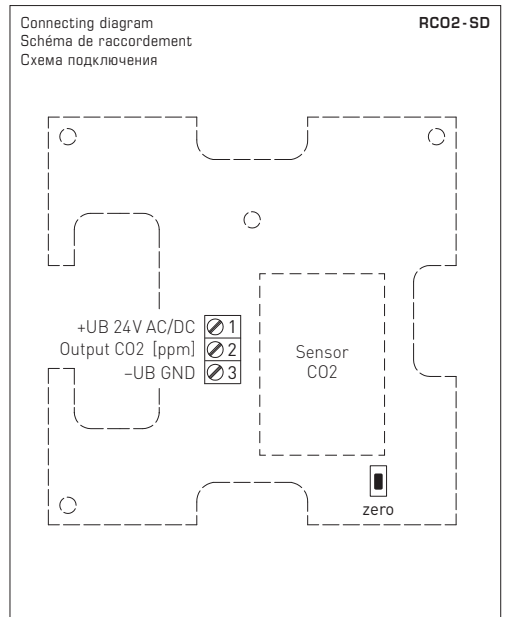 Connecting diagram
RCO2-SD
Schéma de raccordement
Схема подключения
+UB 24V AC/DC 1
Output CO2 [ppm] 2
–UB GND 3
Sensor
CO2
zero